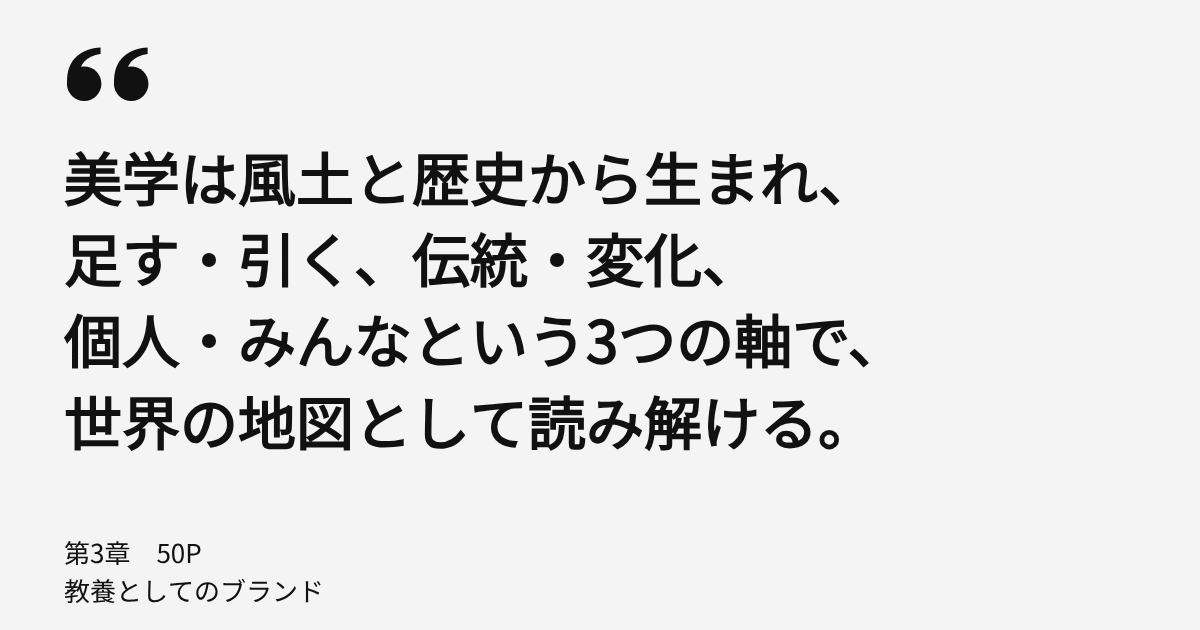 “
美学は風土と歴史から生まれ、
足す・引く、伝統・変化、
個人・みんなという3つの軸で、
世界の地図として読み解ける。
第3章　50P
教養としてのブランド